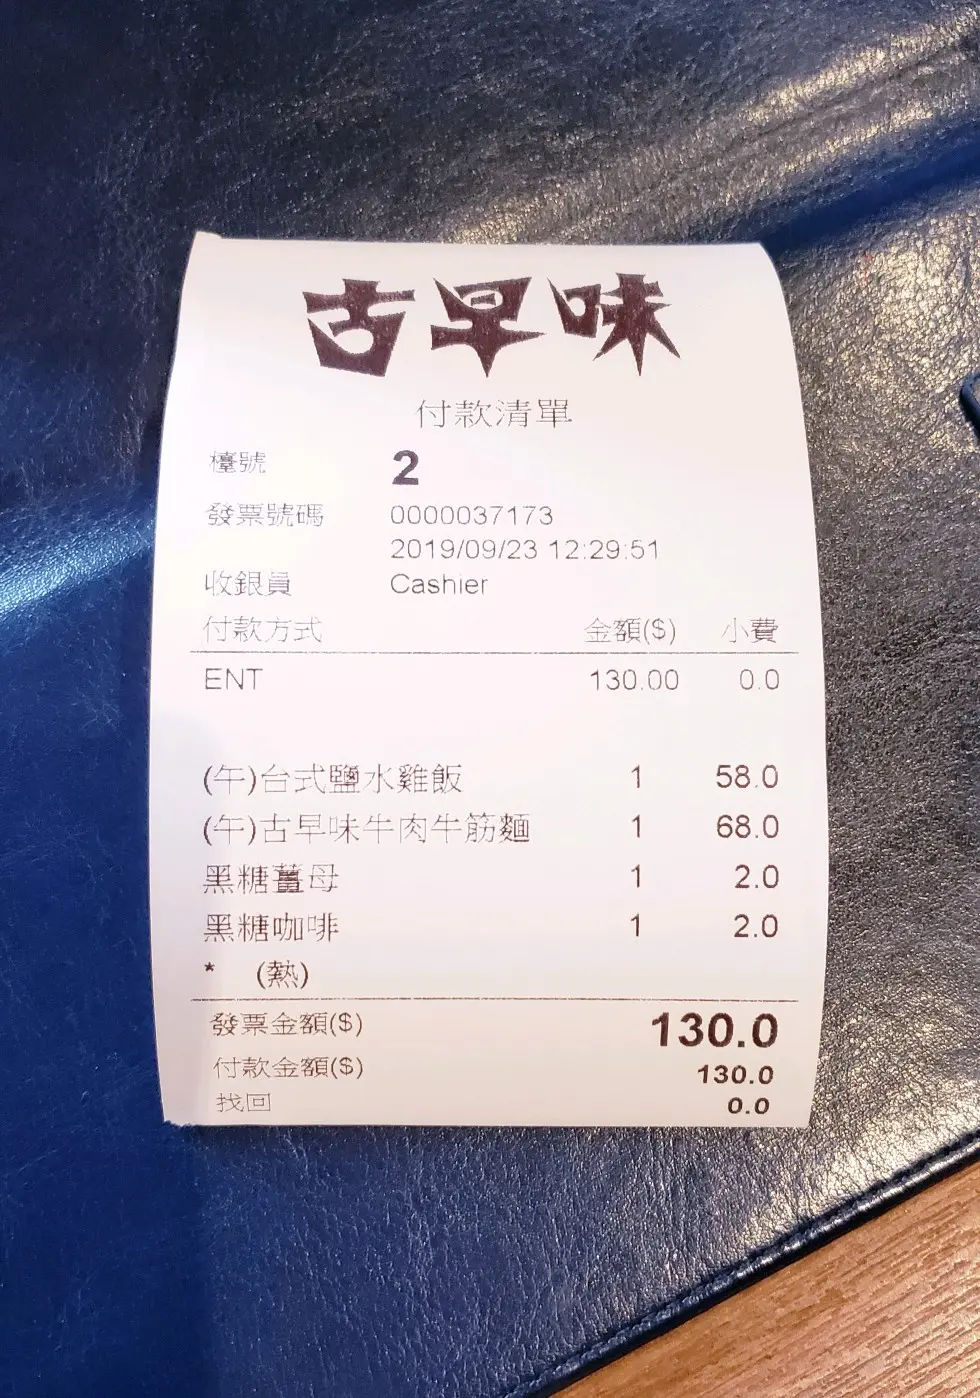 古早味
付款清單
檯號 2
發票號碼 0000037173
2019/09/23 12:29:51
收銀員 Cashier
付款方式 金額($) 小費
ENT 130.00 0.0
(午)台式鹽水雞飯 1 58.0
(午)古早味牛肉牛筋麵 1 68.0
黑糖薑母 1 2.0
黑糖咖啡 1 2.0
* (熱)
發票金額($) 130.0
付款金額($) 130.0
找回 0.0